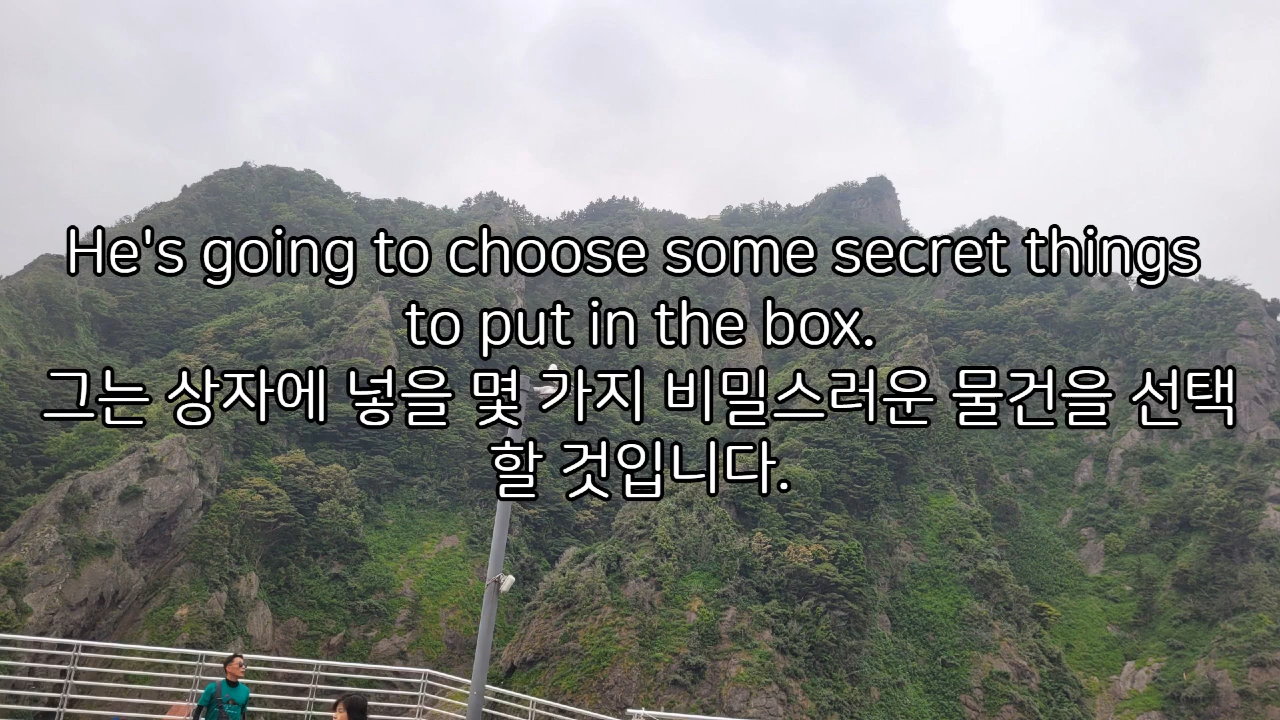 He's going to choose some secret things
to put in the box.
그는 상자에 넣을 몇 가지 비밀스러운 물건을 선택
할 것입니다.